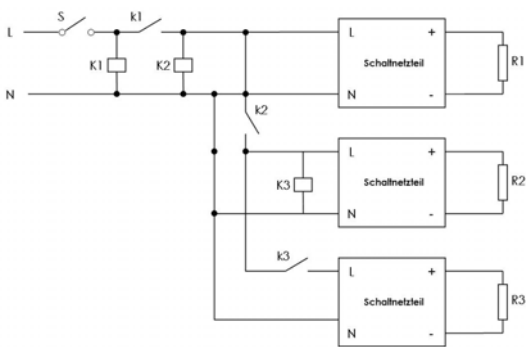 S k1
L L + R1
K1 K2 Schaltnetzteil
N N -
k2
L + R2
K3 Schaltnetzteil
N -
k3 L + R3
Schaltnetzteil
N -